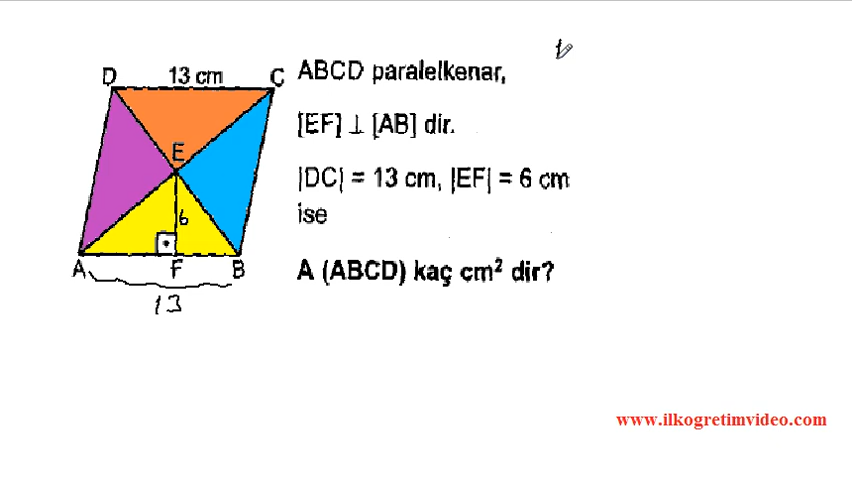 D 13 cm C
ABCD paralelkenar,
[EF] ⊥ [AB] dir.
E
|DC| = 13 cm, |EF| = 6 cm
6
ise
A F B
A (ABCD) kaç cm² dir?
13
www.ilkogretimvideo.com